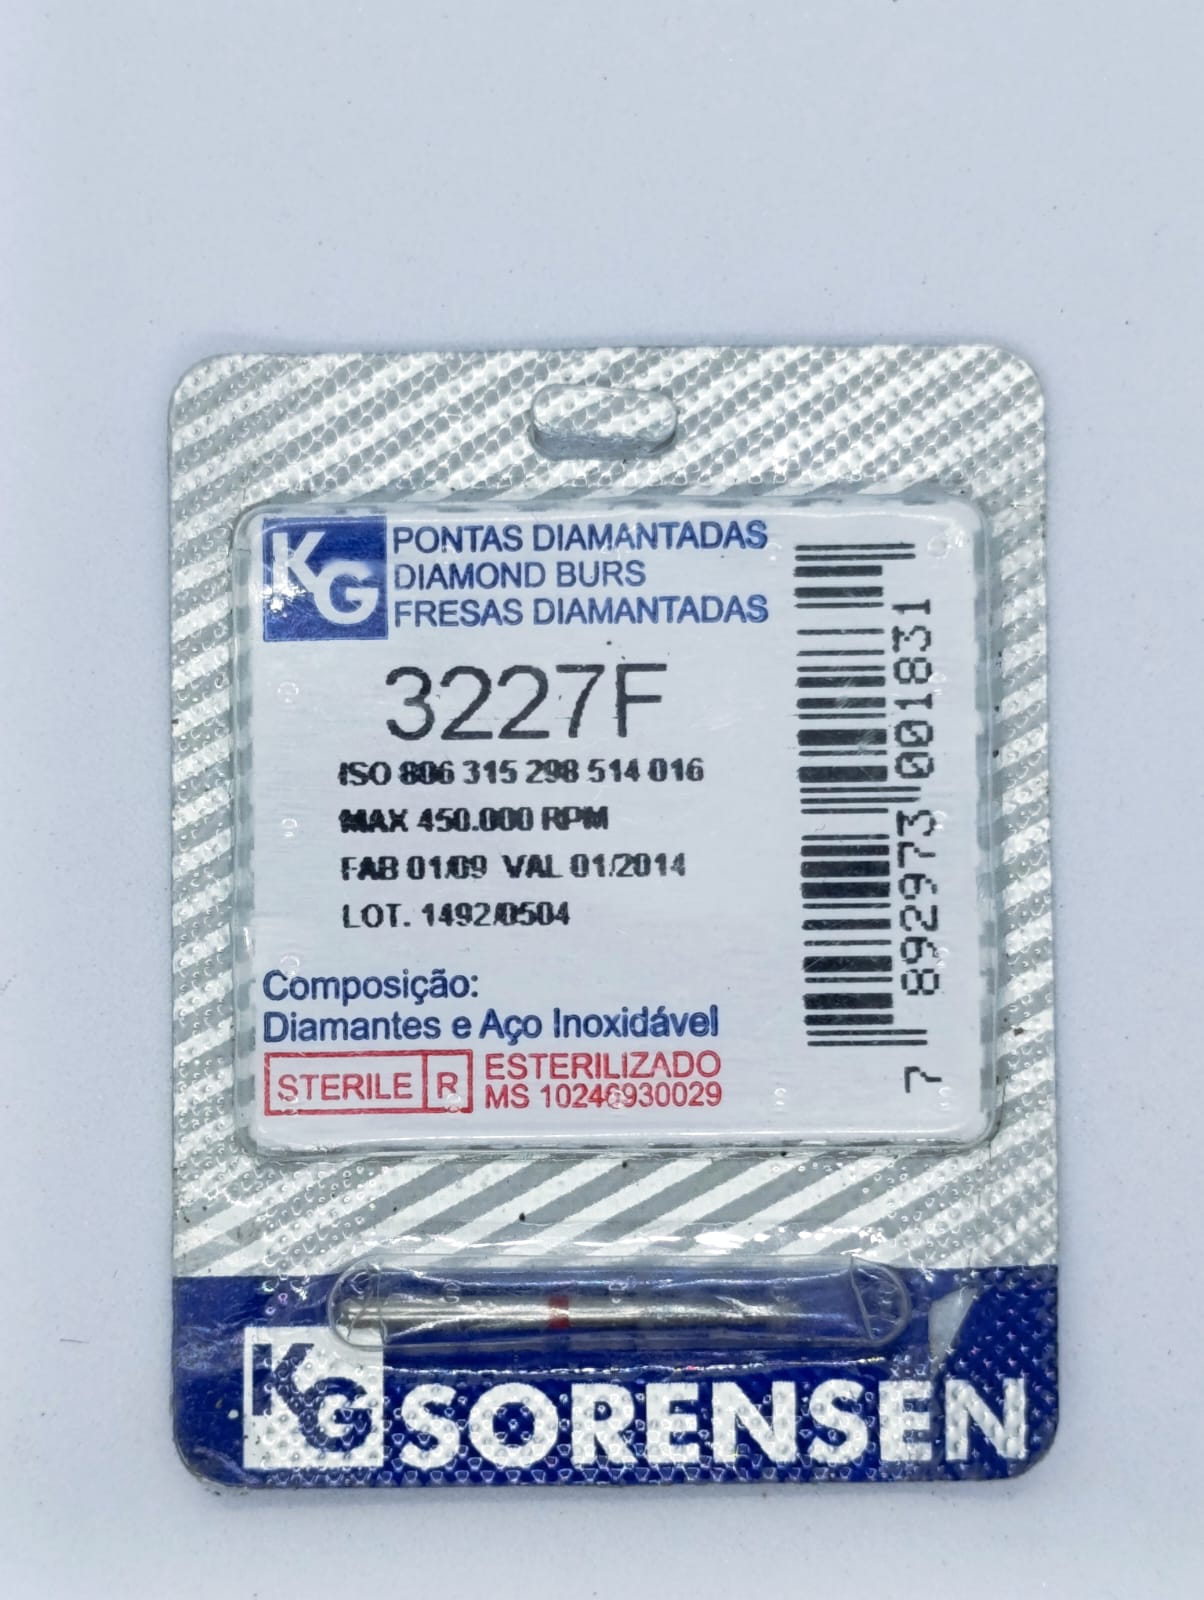 KG
PONTAS DIAMANTADAS
DIAMOND BURS
FRESAS DIAMANTADAS
3227F
ISO 806 315 298 514 016
MAX 450.000 RPM
FAB 01/09 VAL 01/2014
LOT. 1492/0504
Composição:
Diamantes e Aço Inoxidável
STERILE R
ESTERILIZADO
MS 10246930029
7 892973 001831
KG SORENSEN